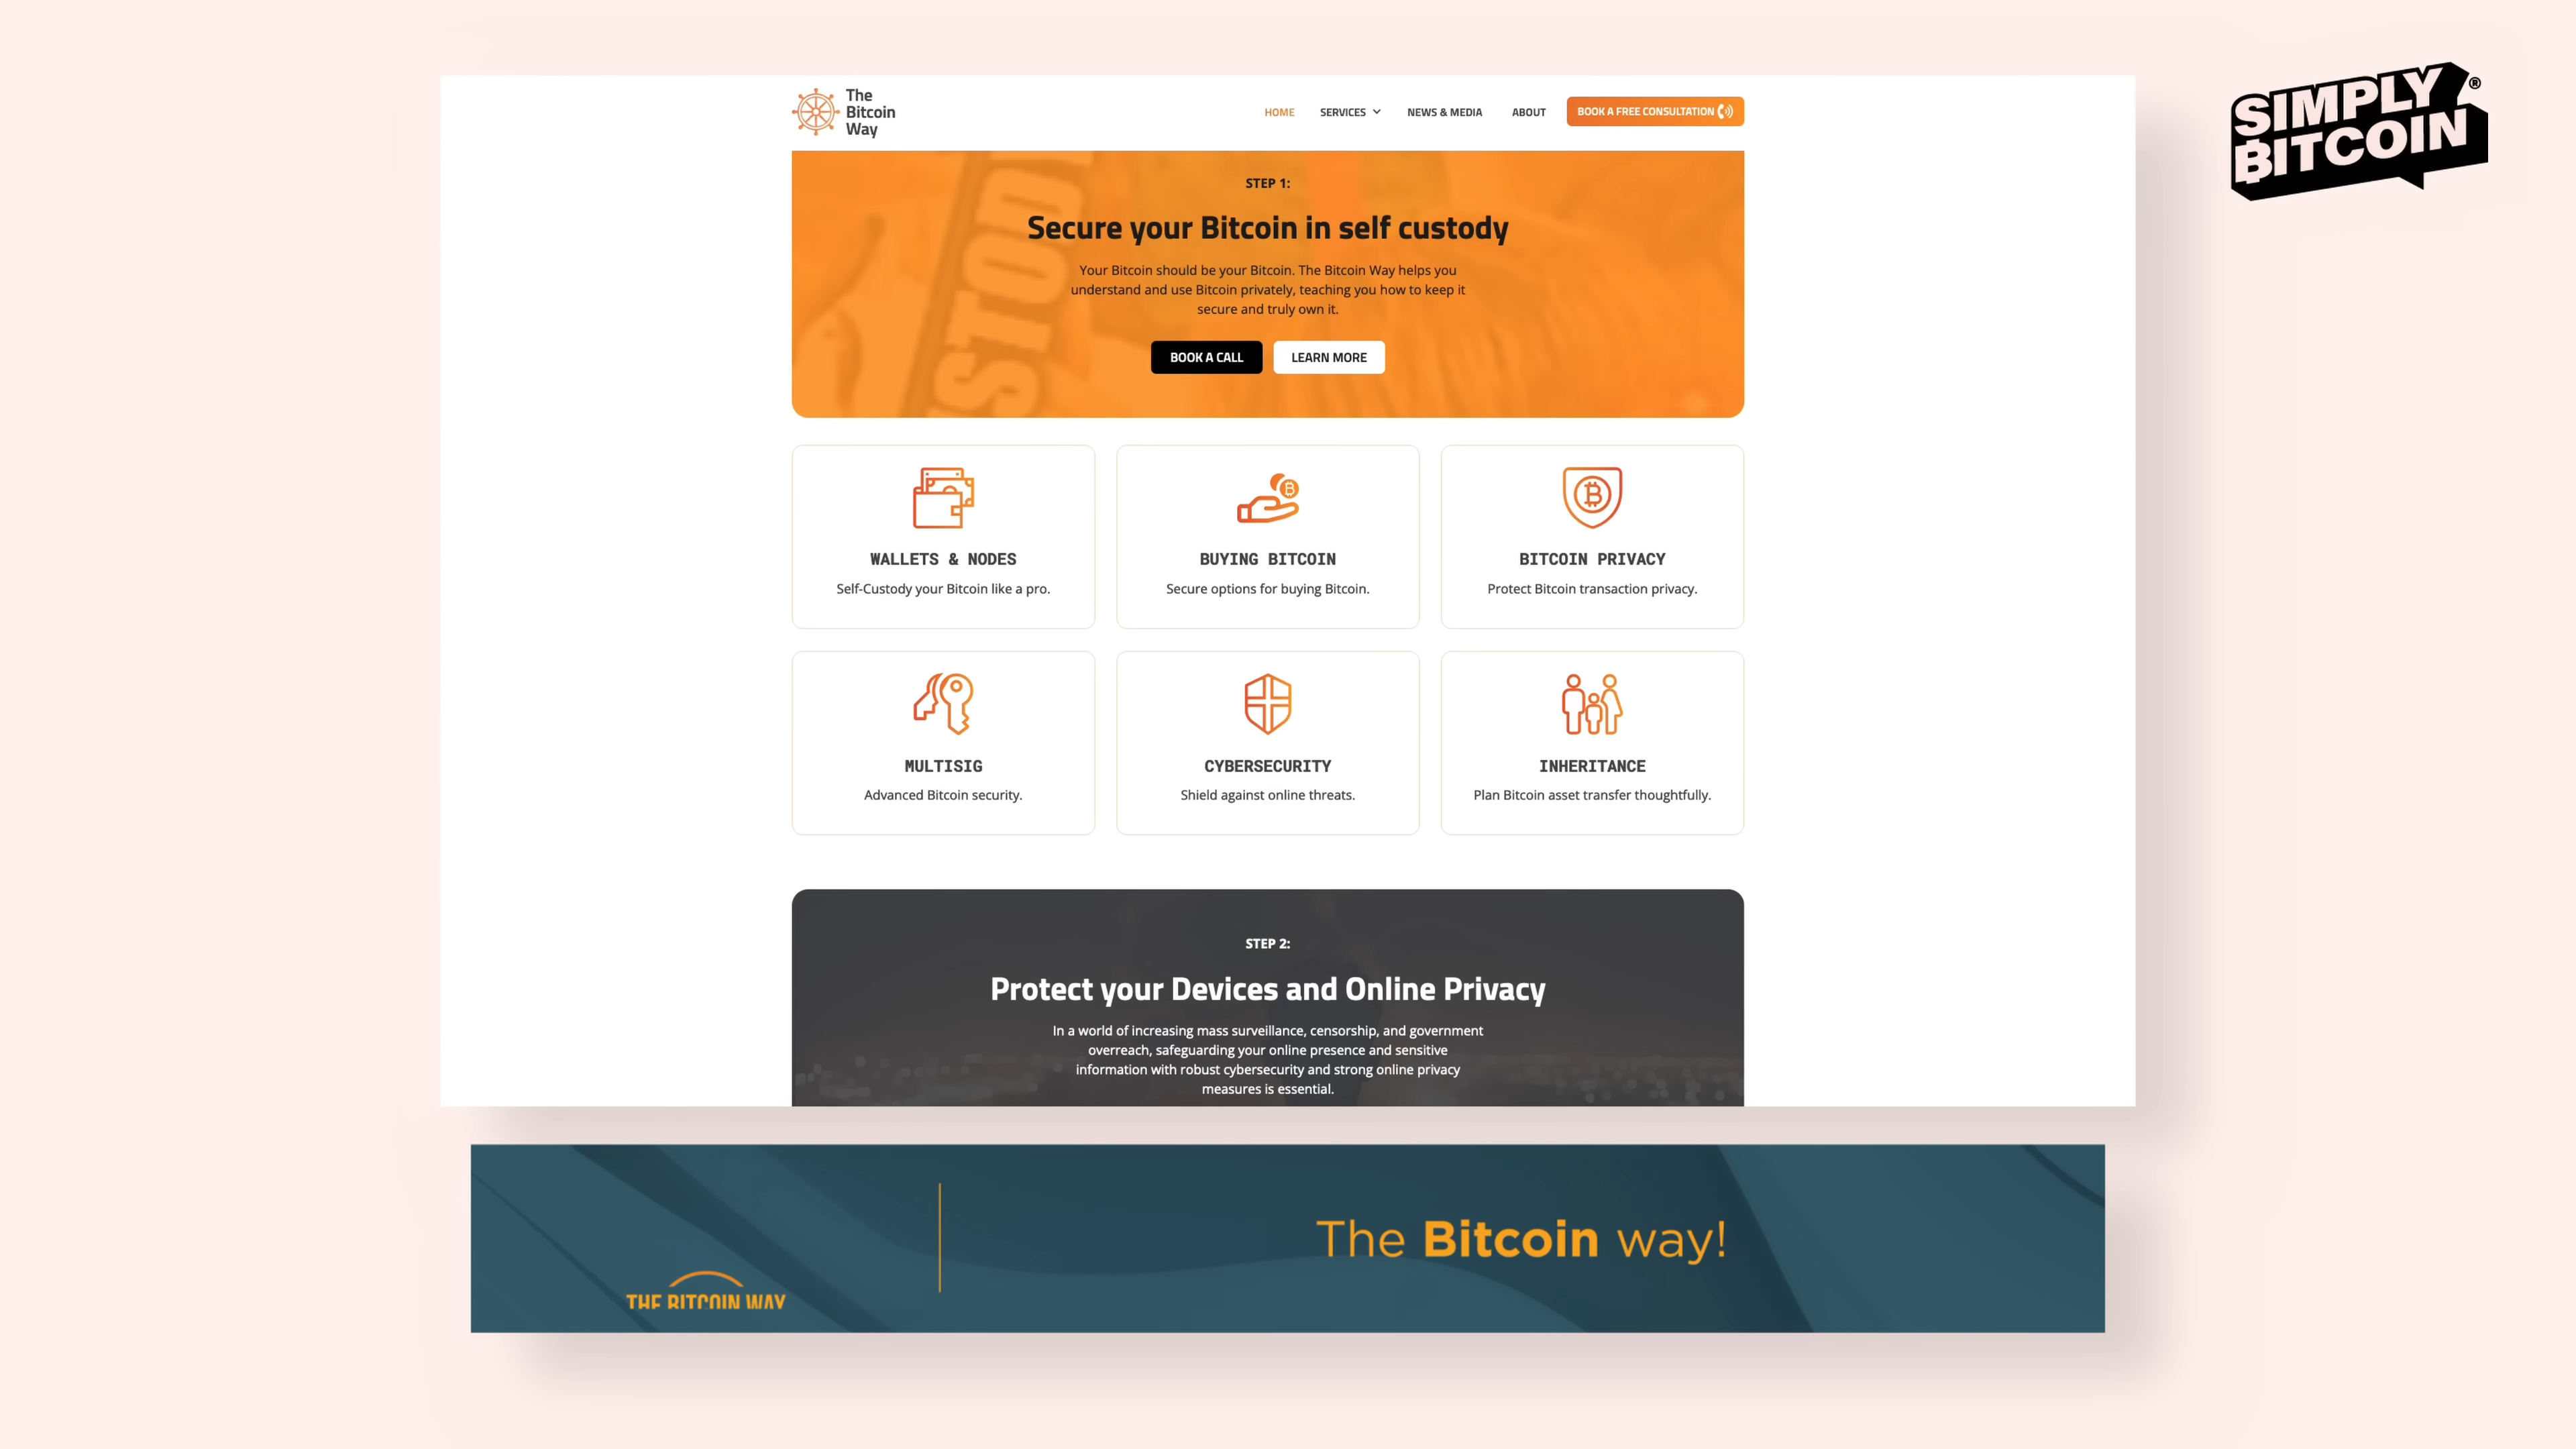 The
Bitcoin
Way
HOME SERVICES NEWS & MEDIA ABOUT BOOK A FREE CONSULTATION
SIMPLY ®
BITCOIN
STEP 1:
Secure your Bitcoin in self custody
Your Bitcoin should be your Bitcoin. The Bitcoin Way helps you
understand and use Bitcoin privately, teaching you how to keep it
secure and truly own it.
BOOK A CALL LEARN MORE
WALLETS & NODES
Self-Custody your Bitcoin like a pro.
BUYING BITCOIN
Secure options for buying Bitcoin.
BITCOIN PRIVACY
Protect Bitcoin transaction privacy.
MULTISIG
Advanced Bitcoin security.
CYBERSECURITY
Shield against online threats.
INHERITANCE
Plan Bitcoin asset transfer thoughtfully.
STEP 2:
Protect your Devices and Online Privacy
In a world of increasing mass surveillance, censorship, and government
overreach, safeguarding your online presence and sensitive
information with robust cybersecurity and strong online privacy
measures is essential.
THE BITCOIN WAY
The Bitcoin way!